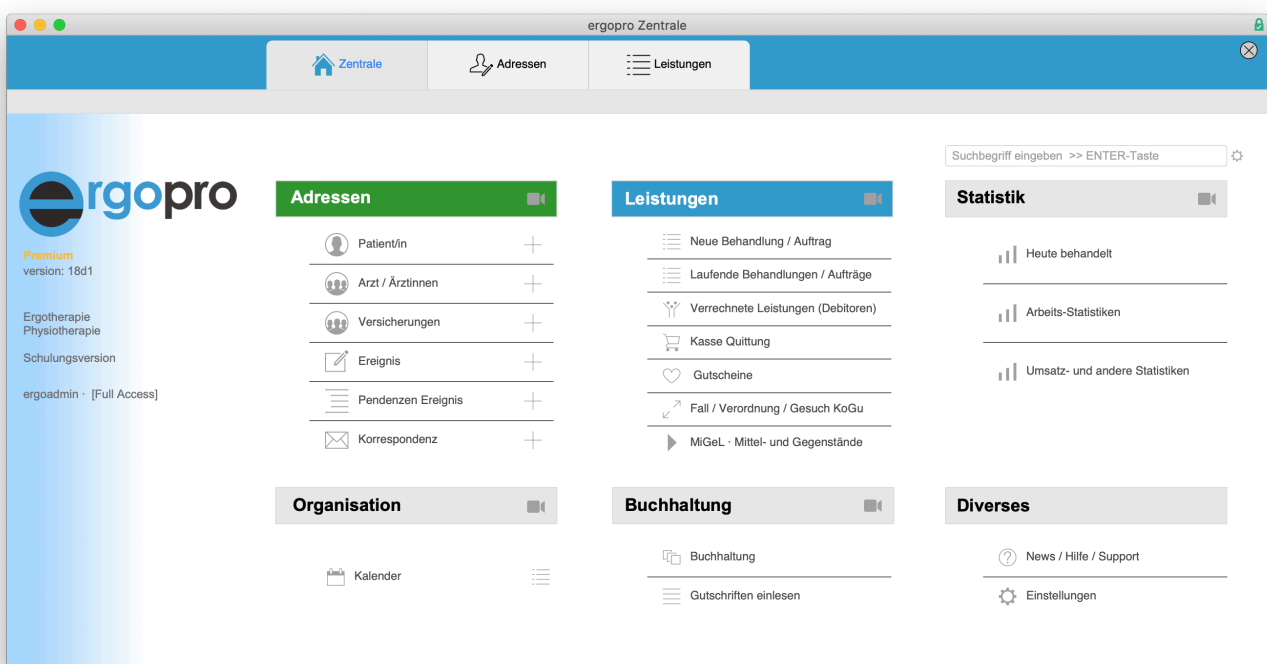 ergopro Zentrale
Zentrale
Adressen
Leistungen
Suchbegriff eingeben >> ENTER-Taste
ergopro
Premium
version: 18d1
Ergotherapie
Physiotherapie
Schulungsversion
ergoadmin · [Full Access]
Adressen
Patient/in
Arzt / Ärztinnen
Versicherungen
Ereignis
Pendenzen Ereignis
Korrespondenz
Leistungen
Neue Behandlung / Auftrag
Laufende Behandlungen / Aufträge
Verrechnete Leistungen (Debitoren)
Kasse Quittung
Gutscheine
Fall / Verordnung / Gesuch KoGu
MiGeL · Mittel- und Gegenstände
Statistik
Heute behandelt
Arbeits-Statistiken
Umsatz- und andere Statistiken
Organisation
Kalender
Buchhaltung
Buchhaltung
Gutschriften einlesen
Diverses
News / Hilfe / Support
Einstellungen